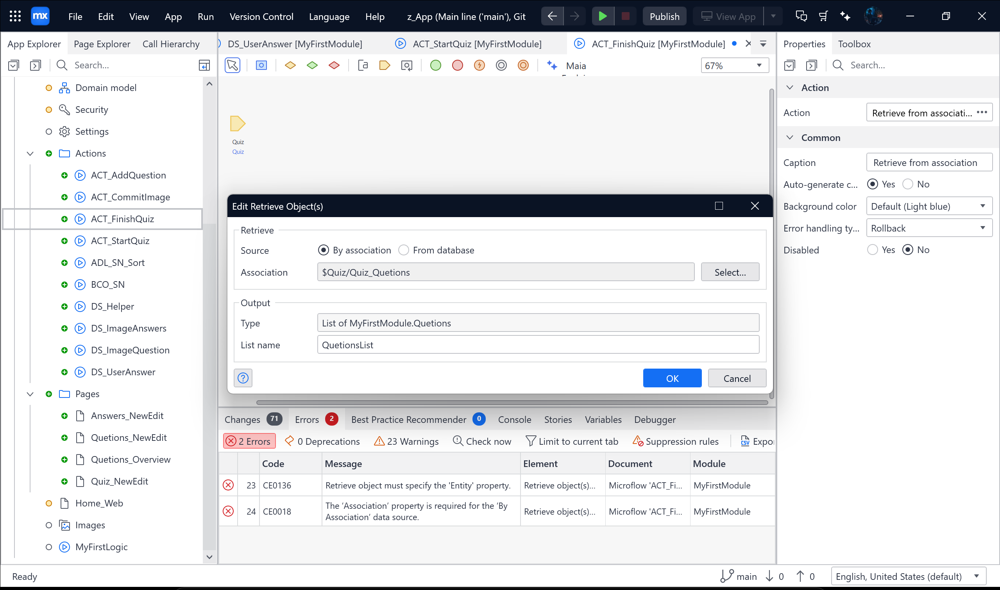 mx File Edit View App Run Version Control Language Help z_App (Main line ('main'), Git Publish View App
App Explorer Page Explorer Call Hierarchy
Search...
Domain model
Security
Settings
Actions
ACT_AddQuestion
ACT_CommitImage
ACT_FinishQuiz
ACT_StartQuiz
ADL_SN_Sort
BCO_SN
DS_Helper
DS_ImageAnswers
DS_ImageQuestion
DS_UserAnswer
Pages
Answers_NewEdit
Quetions_NewEdit
Quetions_Overview
Quiz_NewEdit
Home_Web
Images
MyFirstLogic
DS_UserAnswer [MyFirstModule] ACT_StartQuiz [MyFirstModule] ACT_FinishQuiz [MyFirstModule]
Maia
67%
Quiz
Quiz
Edit Retrieve Object(s)
Retrieve
Source By association From database
Association $Quiz/Quiz_Quetions Select...
Output
Type List of MyFirstModule.Quetions
List name QuetionsList
OK Cancel
Changes 71 Errors 2 Best Practice Recommender 0 Console Stories Variables Debugger
2 Errors 0 Deprecations 23 Warnings Check now Limit to current tab Suppression rules CSV
Code Message Element Document Module
23 CE0136 Retrieve object must specify the 'Entity' property. Retrieve object(s)... Microflow 'ACT_Fi... MyFirstModule
24 CE0018 The ‘Association’ property is required for the ‘By Association’ data source. Retrieve object(s)... Microflow 'ACT_Fi... MyFirstModule
Properties Toolbox
Search...
Action
Action Retrieve from associati... •••
Common
Caption Retrieve from association
Auto-generate c... Yes No
Background color Default (Light blue)
Error handling ty... Rollback
Disabled Yes No
Ready main 0 0 English, United States (default)